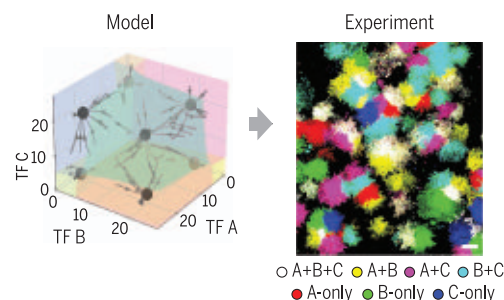 Model
Experiment
TF C
20
10
0
0
10
20
TF B
20
10
0
TF A
A+B+C A+B A+C B+C
A-only B-only C-only